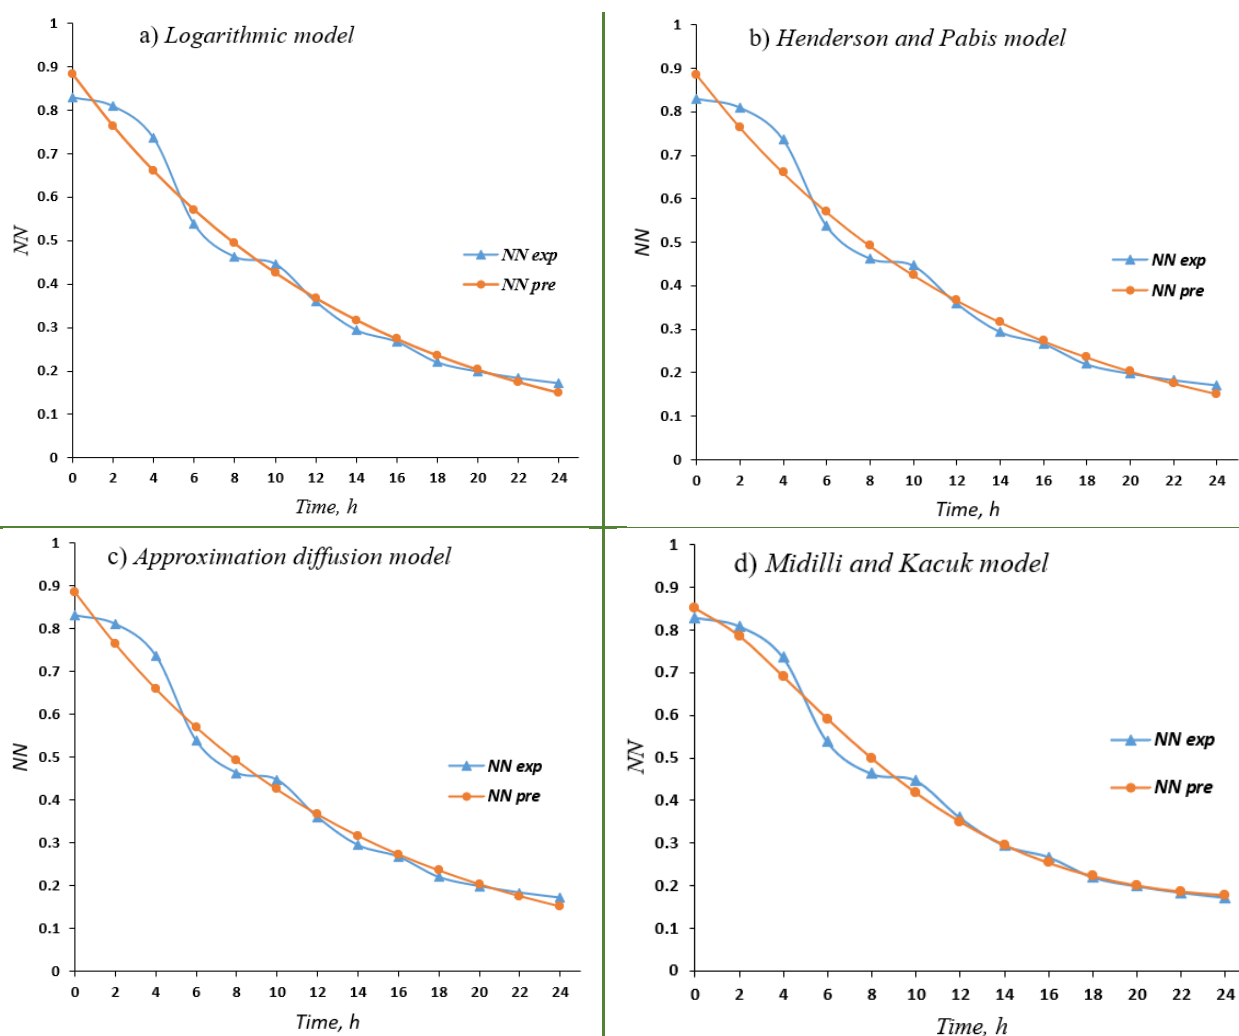 a) Logarithmic model
1
0.9
0.8
0.7
0.6
0.5
0.4
0.3
0.2
0.1
0
NN
NN exp
NN pre
0 2 4 6 8 10 12 14 16 18 20 22 24
Time, h
b) Henderson and Pabis model
1
0.9
0.8
0.7
0.6
0.5
0.4
0.3
0.2
0.1
0
NN
NN exp
NN pre
0 2 4 6 8 10 12 14 16 18 20 22 24
Time, h
c) Approximation diffusion model
1
0.9
0.8
0.7
0.6
0.5
0.4
0.3
0.2
0.1
0
NN
NN exp
NN pre
0 2 4 6 8 10 12 14 16 18 20 22 24
Time, h
d) Midilli and Kacuk model
1
0.9
0.8
0.7
0.6
0.5
0.4
0.3
0.2
0.1
0
NN
NN exp
NN pre
0 2 4 6 8 10 12 14 16 18 20 22 24
Time, h